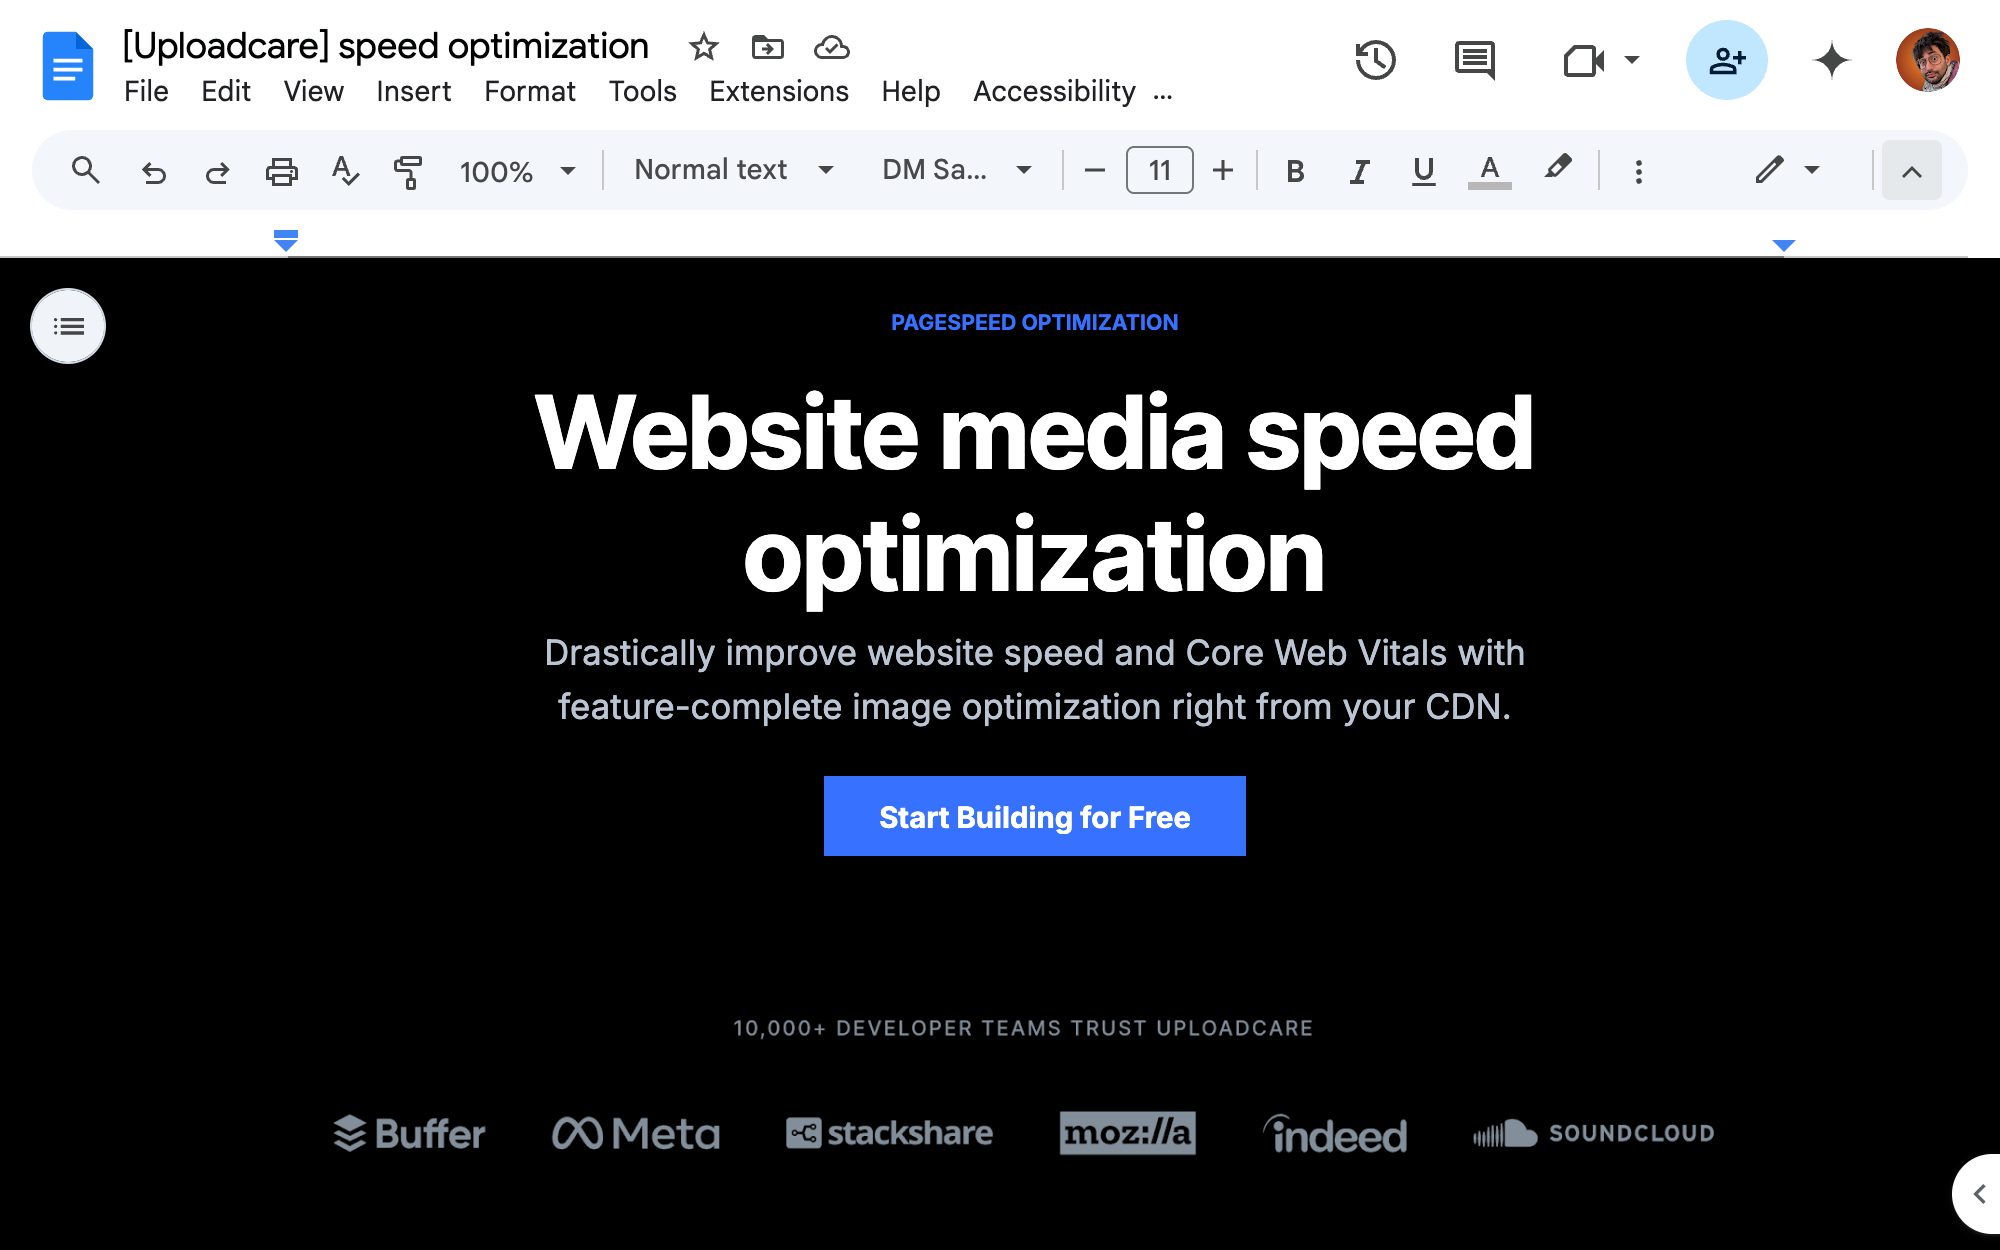 [Uploadcare] speed optimization
File Edit View Insert Format Tools Extensions Help Accessibility ...
100% Normal text DM Sa... 11 B I U A
PAGESPEED OPTIMIZATION
Website media speed
optimization
Drastically improve website speed and Core Web Vitals with
feature-complete image optimization right from your CDN.
Start Building for Free
10,000+ DEVELOPER TEAMS TRUST UPLOADCARE
Buffer Meta stackshare moz://a indeed SOUNDCLOUD